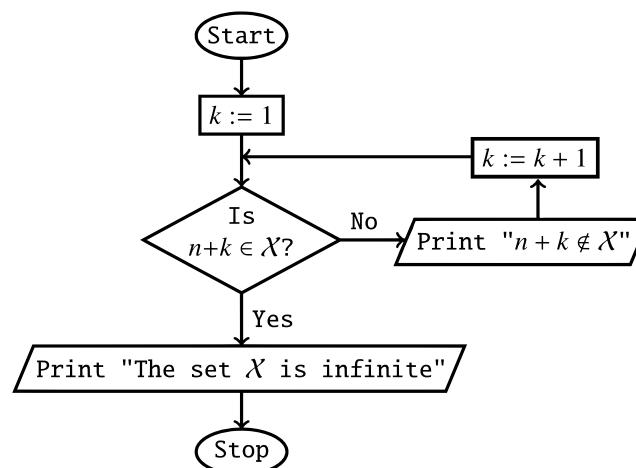 Start
k := 1
k := k + 1
Is
n+k ∈ 𝒳?
No
Print "n + k ∉ 𝒳"
Yes
Print "The set 𝒳 is infinite"
Stop